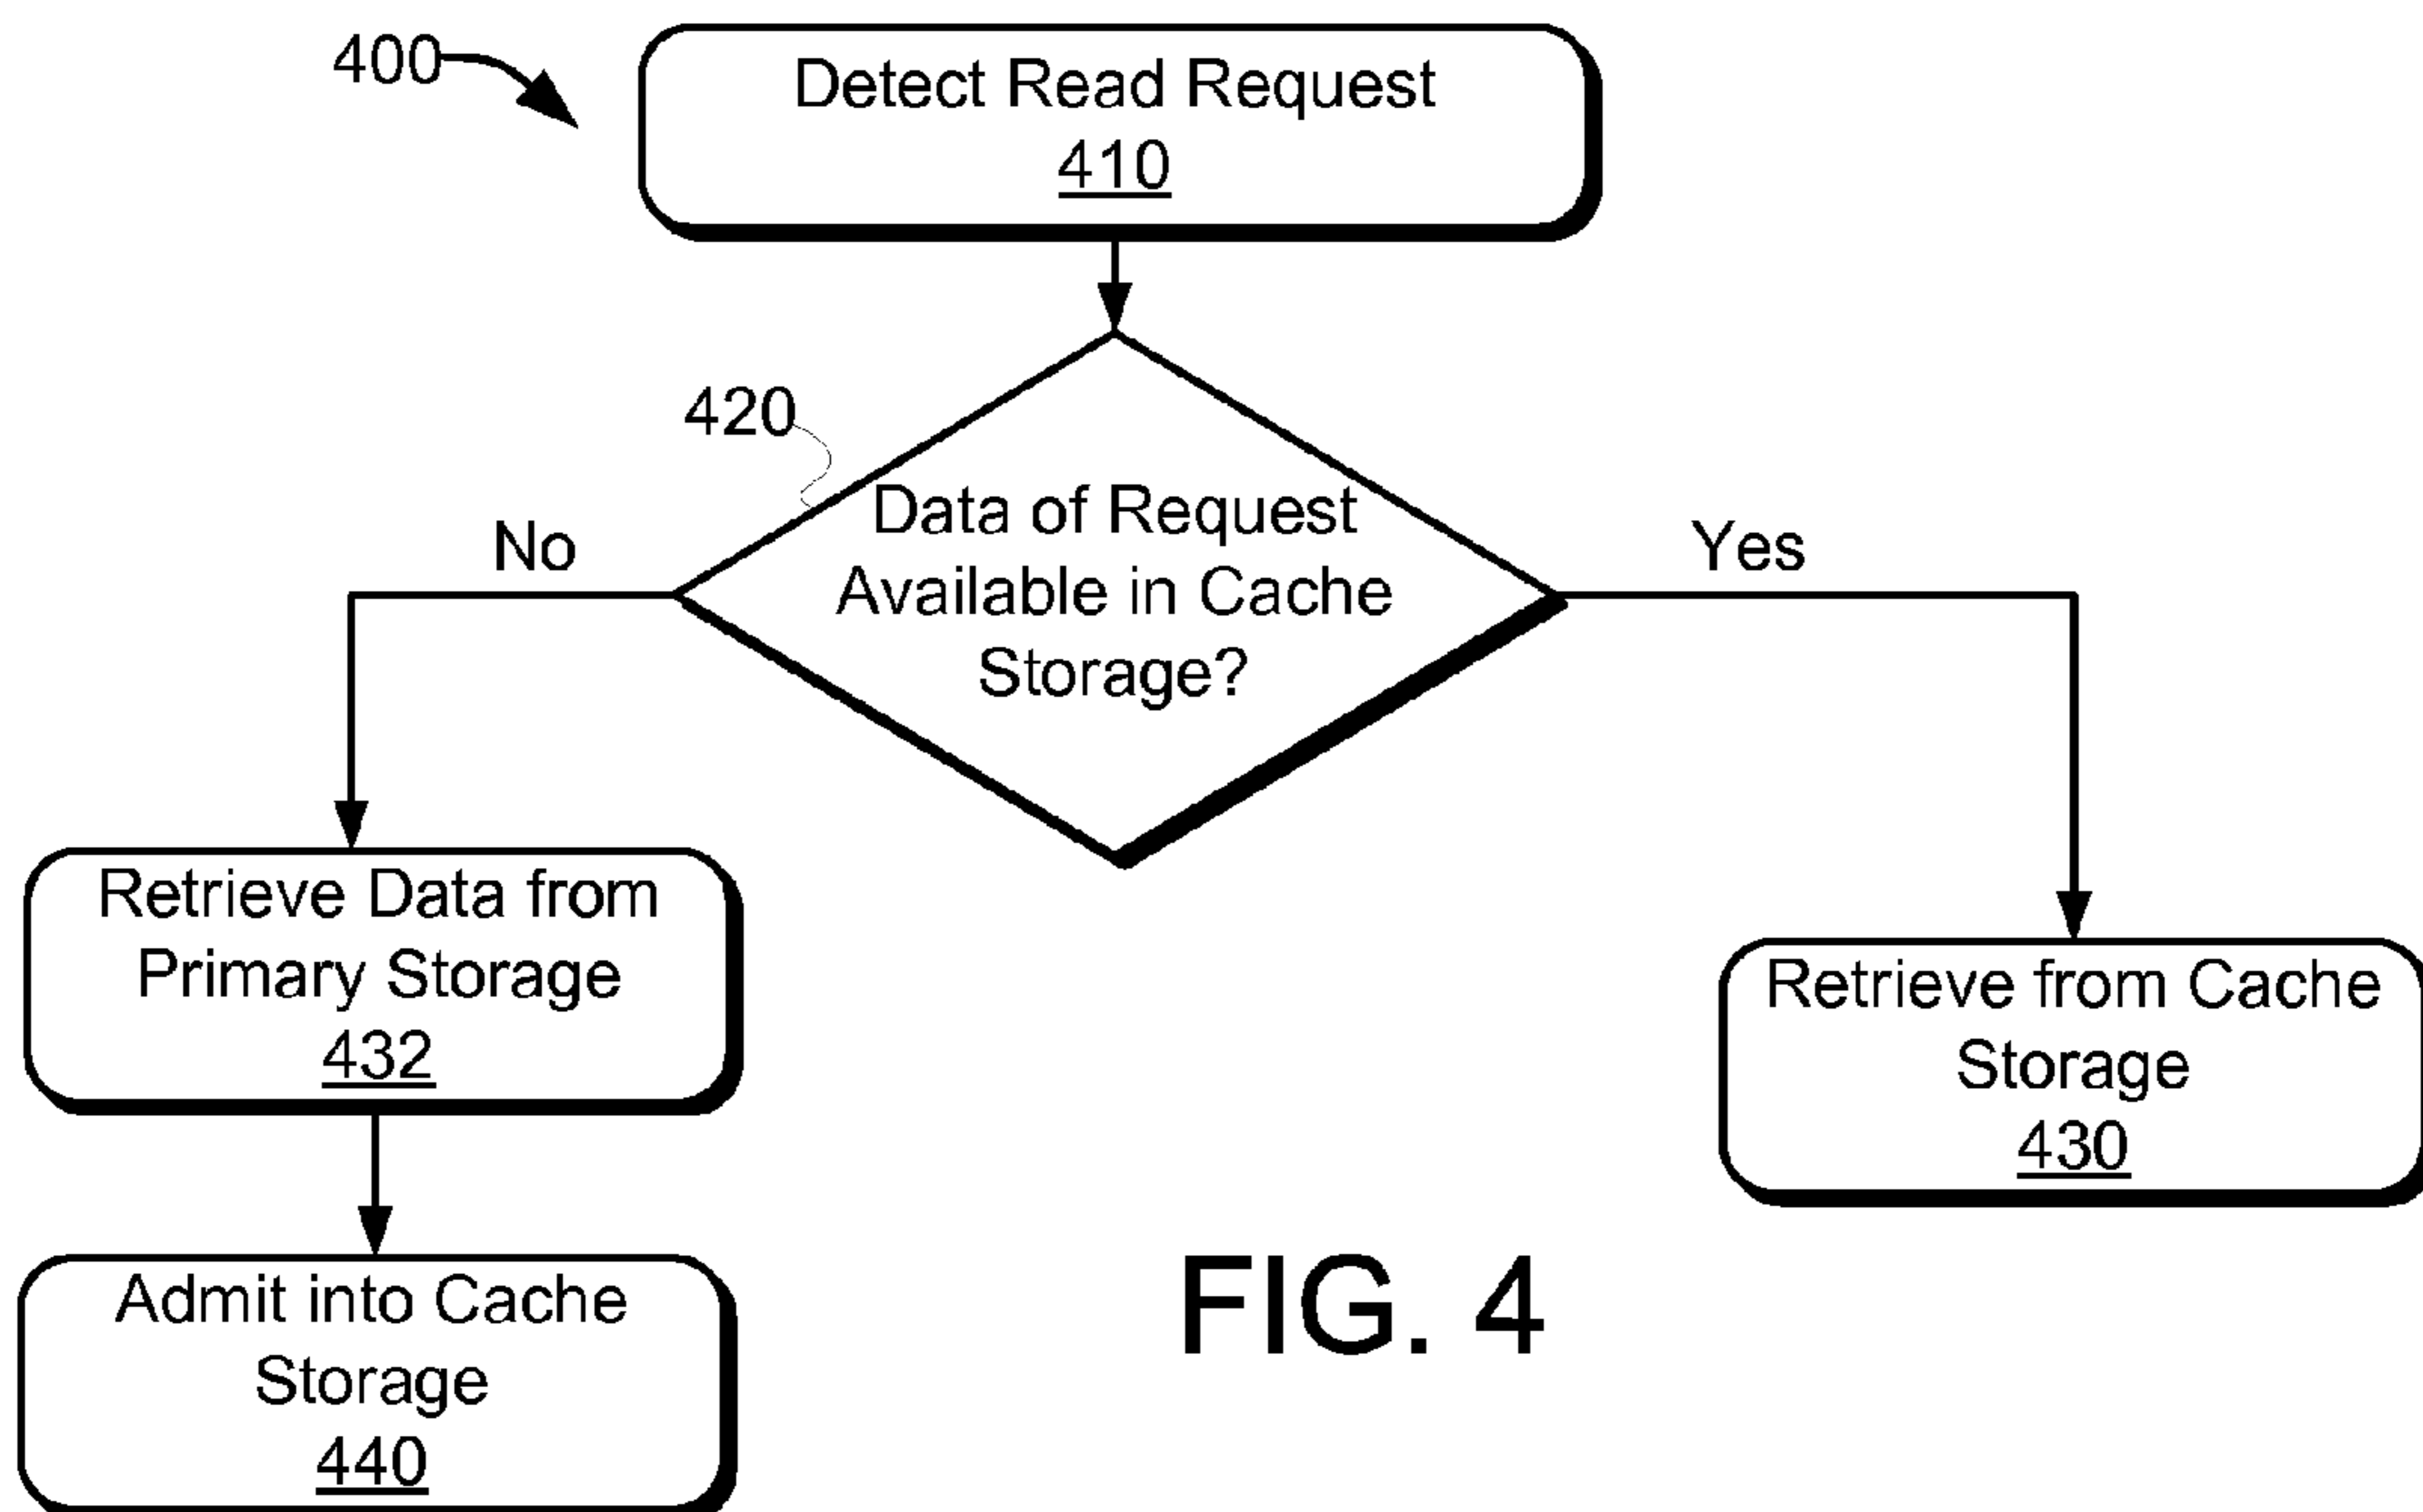 400
Detect Read Request
410
420
Data of Request
Available in Cache
Storage?
No
Yes
Retrieve Data from
Primary Storage
432
Retrieve from Cache
Storage
430
Admit into Cache
Storage
440
FIG. 4